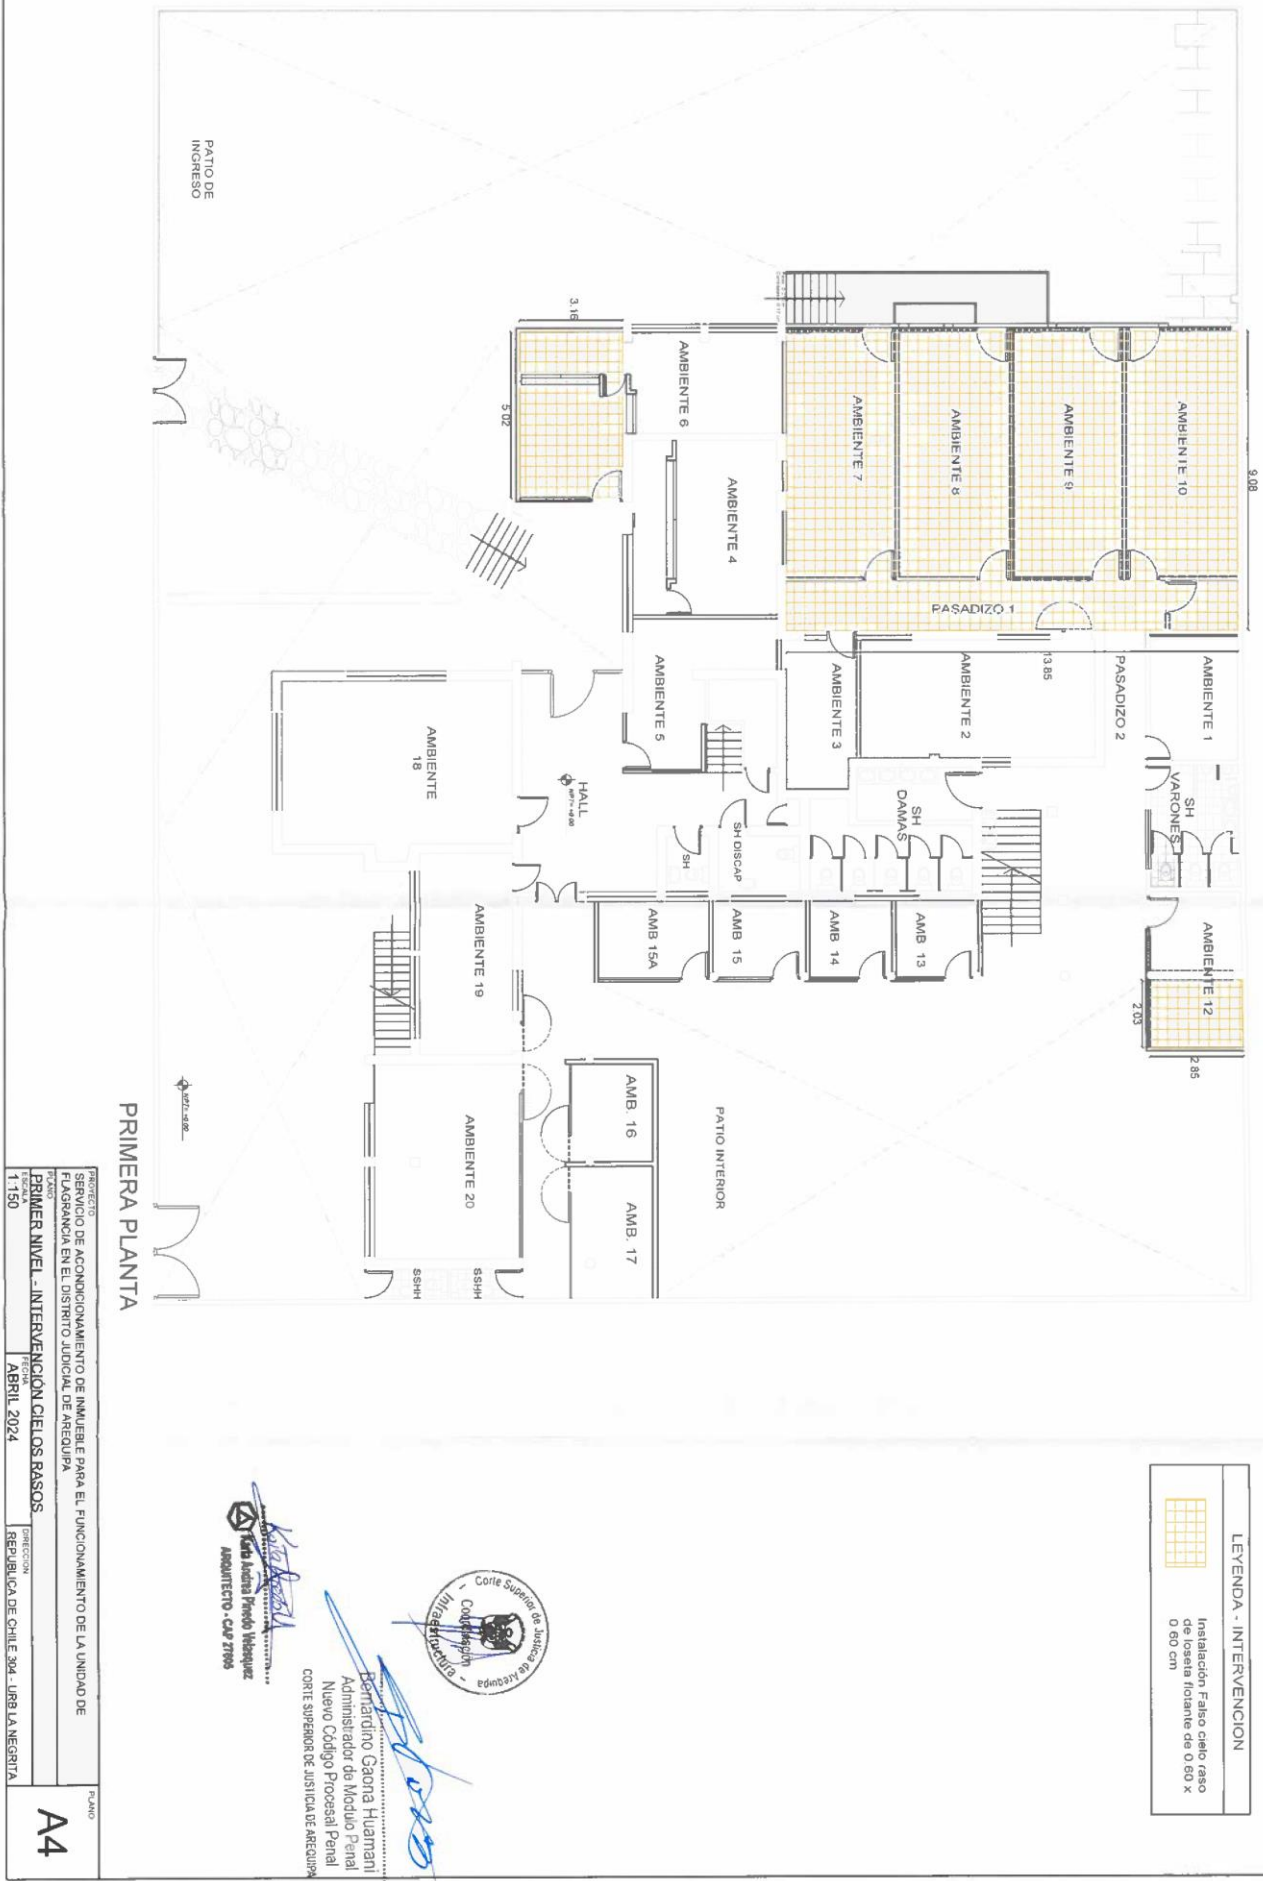 PATIO DE
INGRESO
3.16
5.02
AMBIENTE 6
AMBIENTE 4
AMBIENTE 7
AMBIENTE 8
AMBIENTE 9
AMBIENTE 10
9.08
PASADIZO 1
13.85
AMBIENTE 1
PASADIZO 2
AMBIENTE 2
AMBIENTE 3
AMBIENTE 5
AMBIENTE
18
HALL
SH
VARONES
SH
DAMAS
SH DISCAP
SH
AMBIENTE 12
2.03
2.85
AMB 13
AMB 14
AMB 15
AMB 15A
AMBIENTE 19
AMBIENTE 20
AMB. 16
AMB. 17
PATIO INTERIOR
SSHH
SSHH
PRIMERA PLANTA
LEYENDA - INTERVENCION
Instalación Falso cielo raso
de loseta flotante de 0.60 x
0.60 cm
Corte Superior de Justicia de Arequipa
Coordinación
Infraestructura
Bernardino Gaona Huamani
Administrador de Modulo Penal
Nuevo Código Procesal Penal
CORTE SUPERIOR DE JUSTICIA DE AREQUIPA
Karla Andrea Pinedo Velasquez
ARQUITECTO - CAP 27605
PROYECTO
SERVICIO DE ACONDICIONAMIENTO DE INMUEBLE PARA EL FUNCIONAMIENTO DE LA UNIDAD DE
FLAGRANCIA EN EL DISTRITO JUDICIAL DE AREQUIPA
PLANO
PRIMER NIVEL - INTERVENCIÓN CIELOS RASOS
ESCALA
1:150
FECHA
ABRIL 2024
DIRECCION
REPUBLICA DE CHILE 304 - URB LA NEGRITA
PLANO
A4